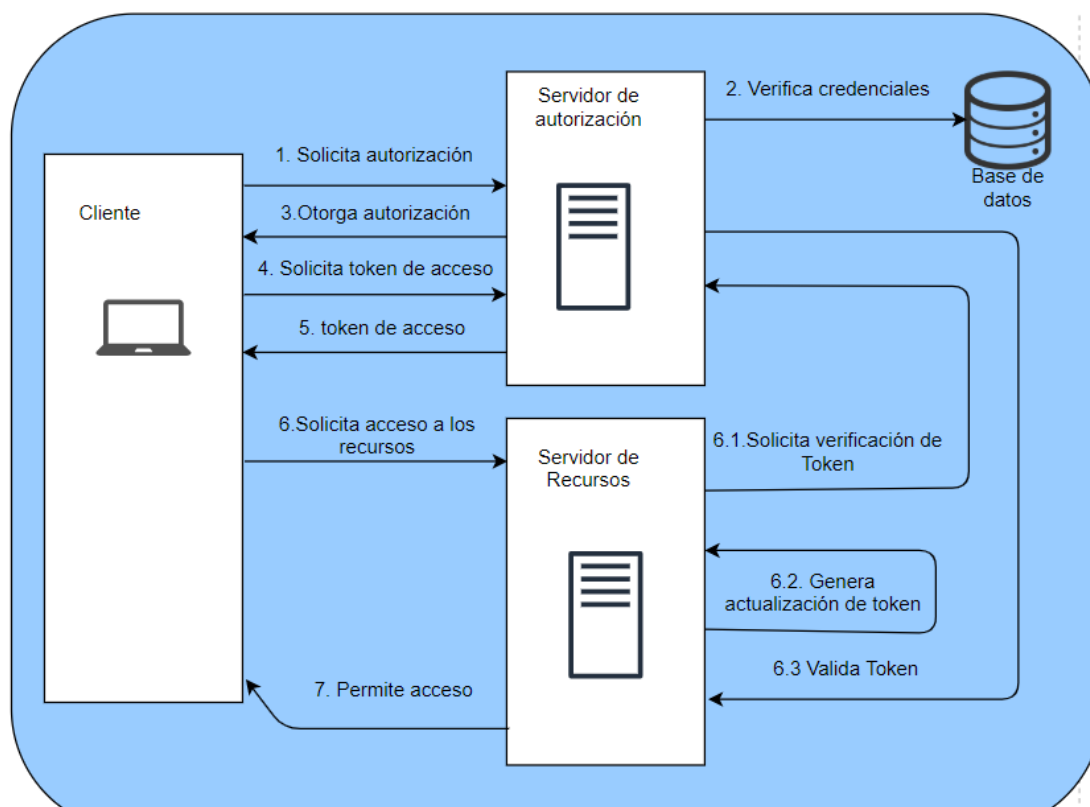 Servidor de
autorización
2. Verifica credenciales
Base de
datos
1. Solicita autorización
Cliente
3.Otorga autorización
4. Solicita token de acceso
5. token de acceso
6.Solicita acceso a los
recursos
Servidor de
Recursos
6.1.Solicita verificación de
Token
6.2. Genera
actualización de token
6.3 Valida Token
7. Permite acceso